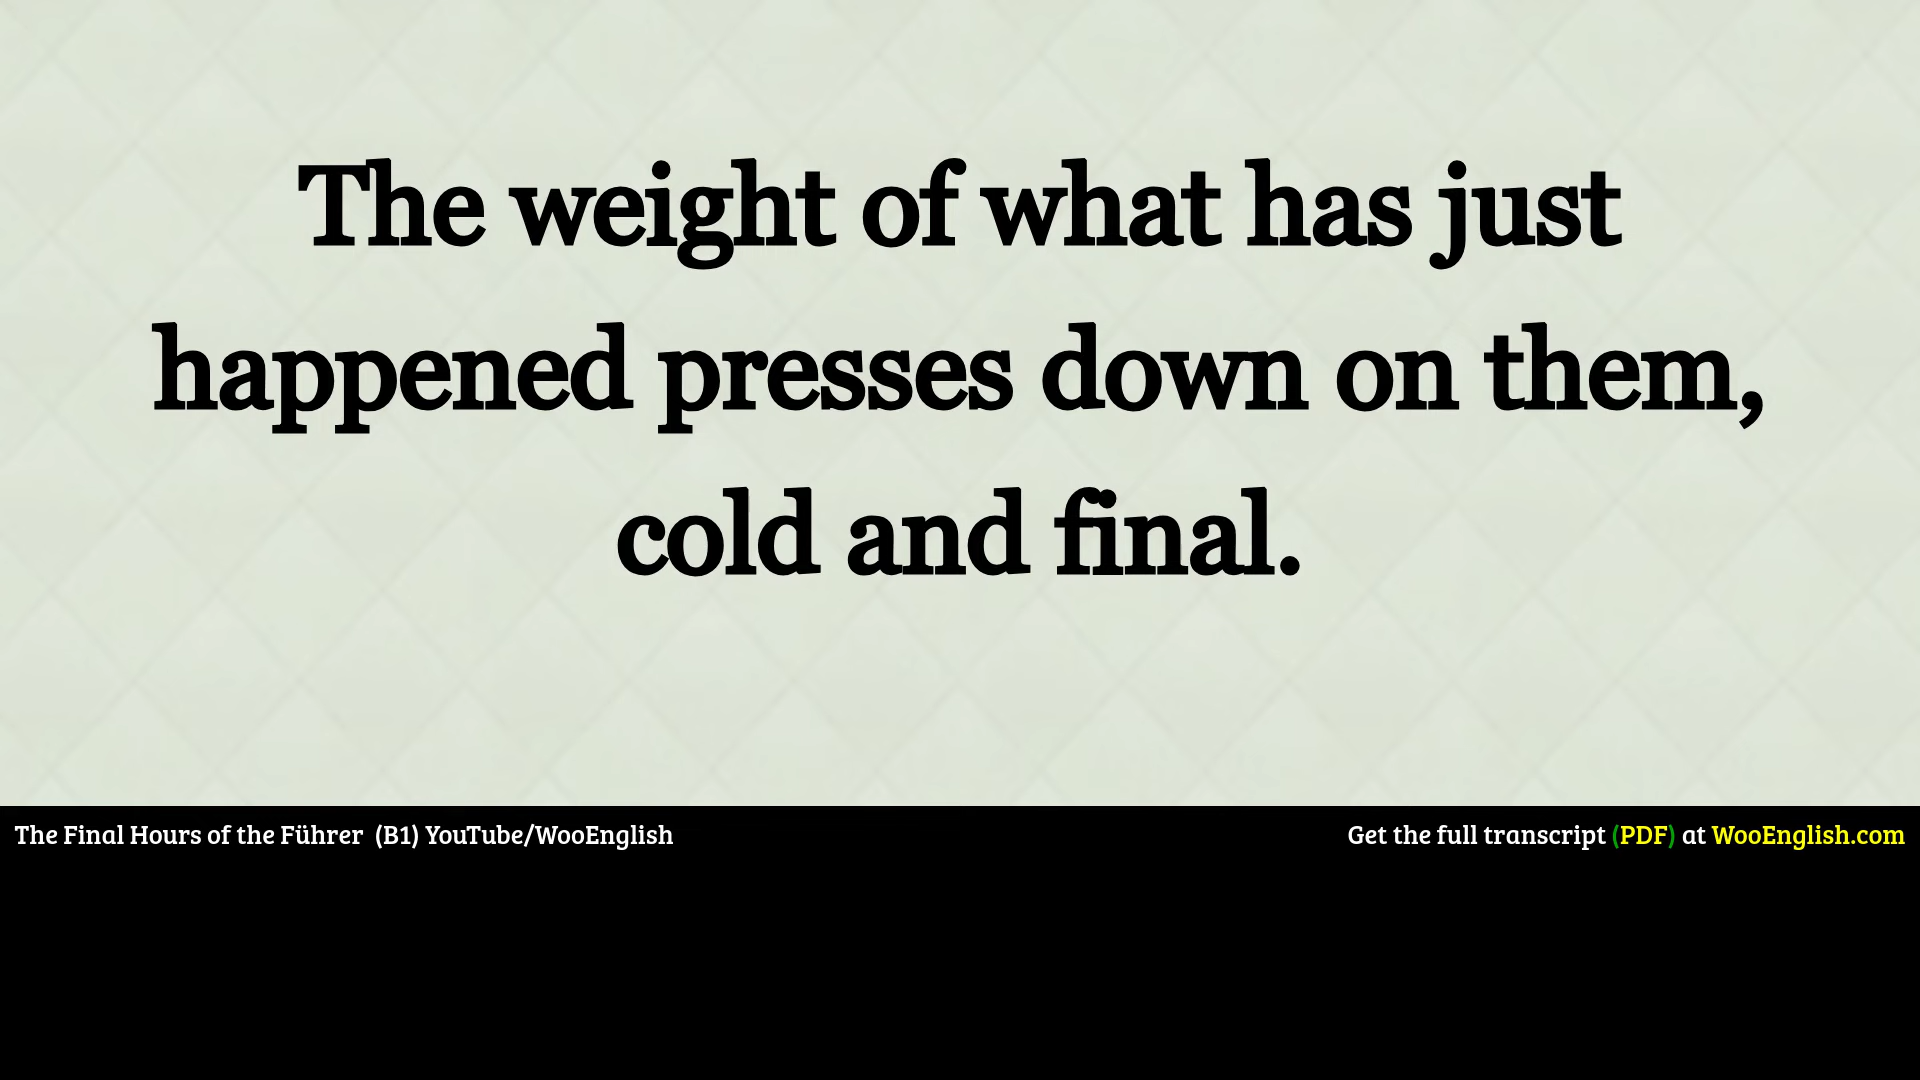 The weight of what has just
happened presses down on them,
cold and final.
The Final Hours of the Führer (B1) YouTube/WooEnglish
Get the full transcript (PDF) at WooEnglish.com